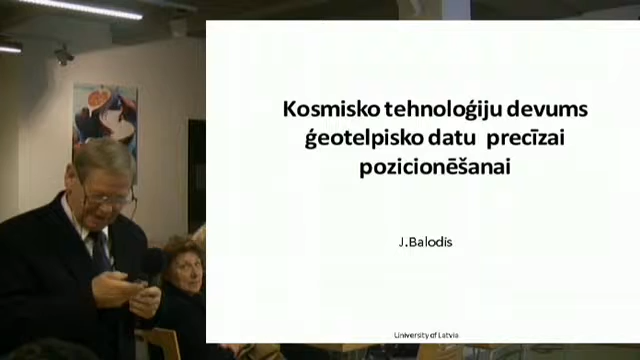 Kosmisko tehnoloģiju devums
ģeotelpisko datu precīzai
pozicionēšanai
J.Balodis
University of Latvia